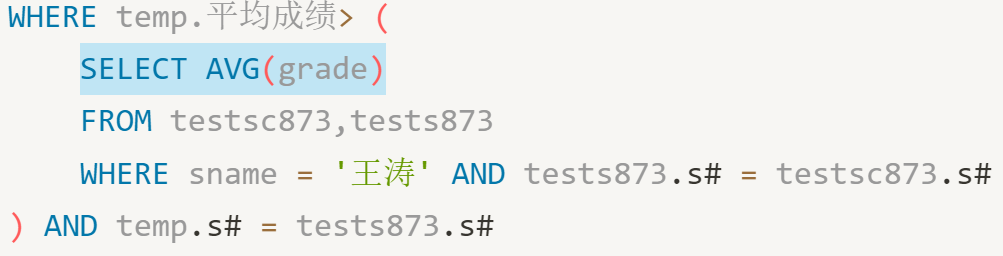 WHERE temp.平均成绩> (
SELECT AVG(grade)
FROM testsc873,tests873
WHERE sname = '王涛' AND tests873.s# = testsc873.s#
) AND temp.s# = tests873.s#